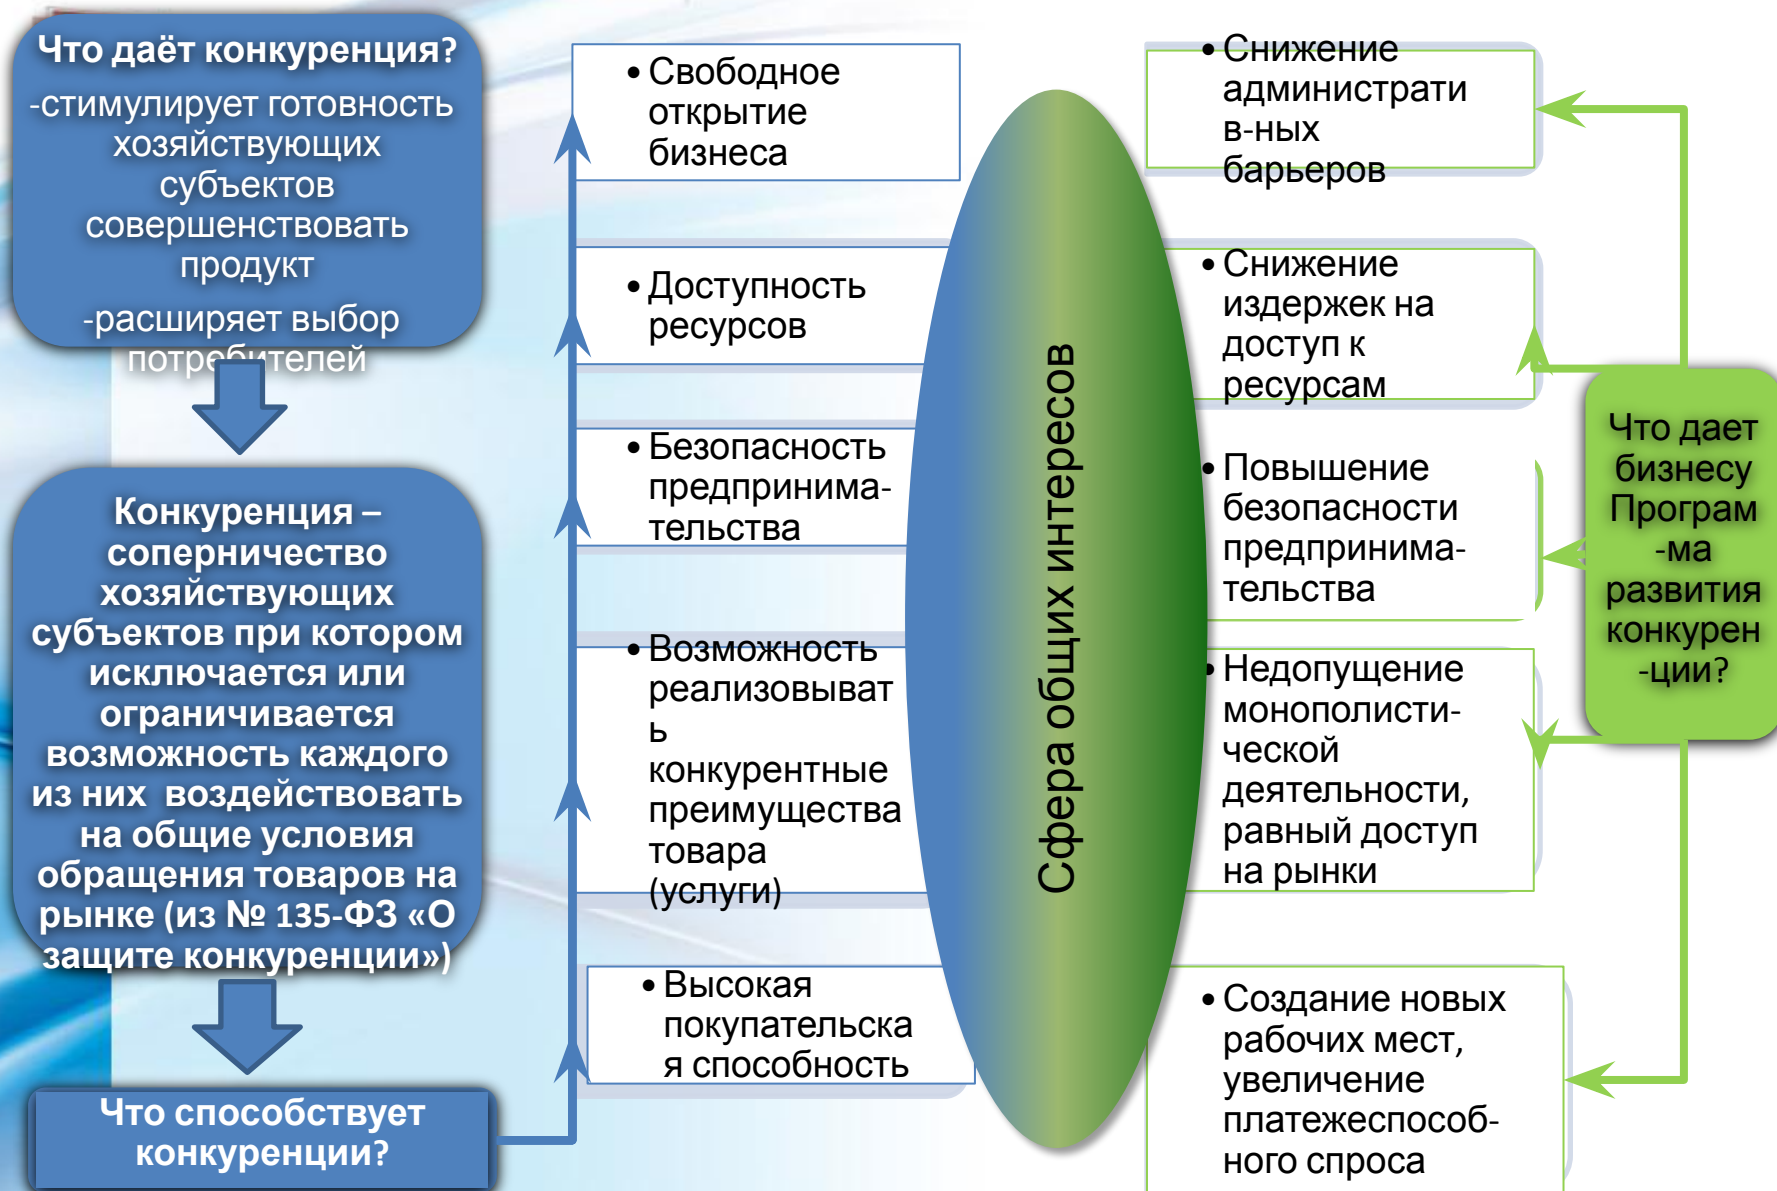 Что даёт конкуренция?
-стимулирует готовность
хозяйствующих
субъектов
совершенствовать
продукт
-расширяет выбор
потребителей
Конкуренция –
соперничество
хозяйствующих
субъектов при котором
исключается или
ограничивается
возможность каждого
из них воздействовать
на общие условия
обращения товаров на
рынке (из № 135-ФЗ «О
защите конкуренции»)
Что способствует
конкуренции?
• Свободное
открытие
бизнеса
• Доступность
ресурсов
• Безопасность
предпринима-
тельства
• Возможность
реализовыват
ь
конкурентные
преимущества
товара
(услуги)
• Высокая
покупательска
я способность
Сфера общих интересов
• Снижение
администрати
в-ных
барьеров
• Снижение
издержек на
доступ к
ресурсам
• Повышение
безопасности
предпринима-
тельства
• Недопущение
монополисти-
ческой
деятельности,
равный доступ
на рынки
• Создание новых
рабочих мест,
увеличение
платежеспособ-
ного спроса
Что дает
бизнесу
Програм
-ма
развития
конкурен
-ции?